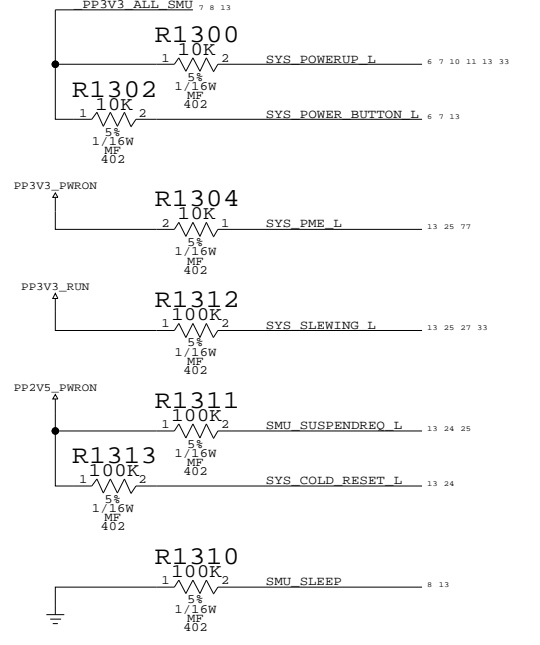 PP3V3_ALL_SMU 7 8 13
R1300
10K
1 2 SYS_POWERUP_L 6 7 10 11 13 33
5%
1/16W
MF
402
R1302
10K
1 2 SYS_POWER_BUTTON_L 6 7 13
5%
1/16W
MF
402
PP3V3_PWRON
R1304
10K
2 1 SYS_PME_L 13 25 77
5%
1/16W
MF
402
PP3V3_RUN
R1312
100K
1 2 SYS_SLEWING_L 13 25 27 33
5%
1/16W
MF
402
PP2V5_PWRON
R1311
100K
1 2 SMU_SUSPENDREQ_L 13 24 25
5%
1/16W
MF
402
R1313
100K
1 2 SYS_COLD_RESET_L 13 24
5%
1/16W
MF
402
R1310
100K
1 2 SMU_SLEEP 8 13
5%
1/16W
MF
402